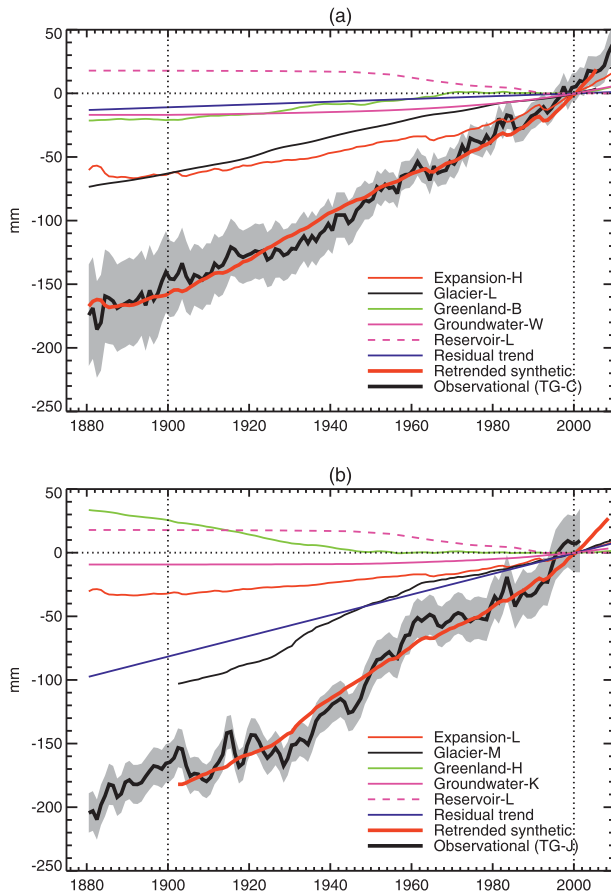 (a)
50
0
-50
-100
-150
-200
-250
mm
Expansion-H
Glacier-L
Greenland-B
Groundwater-W
Reservoir-L
Residual trend
Retrended synthetic
Observational (TG-C)
1880 1900 1920 1940 1960 1980 2000
(b)
50
0
-50
-100
-150
-200
-250
mm
Expansion-L
Glacier-M
Greenland-H
Groundwater-K
Reservoir-L
Residual trend
Retrended synthetic
Observational (TG-J)
1880 1900 1920 1940 1960 1980 2000